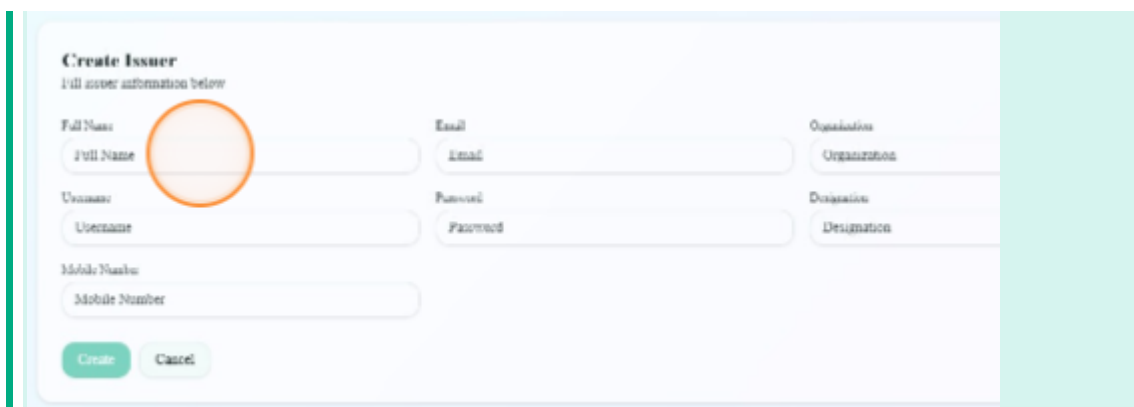 Create Issuer
Fill issuer information below
Full Name Email Organization
Full Name Email Organization
Username Password Designation
Username Password Designation
Mobile Number
Mobile Number
Create Cancel